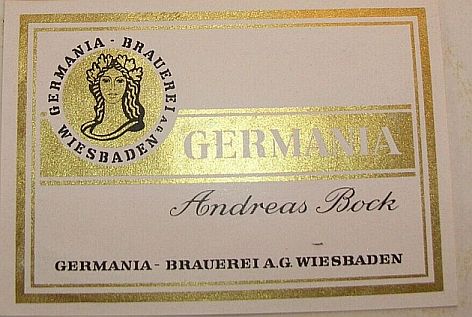 GERMANIA - BRAUEREI A.G.
WIESBADEN
GERMANIA
Andreas Bock
GERMANIA - BRAUEREI A.G. WIESBADEN